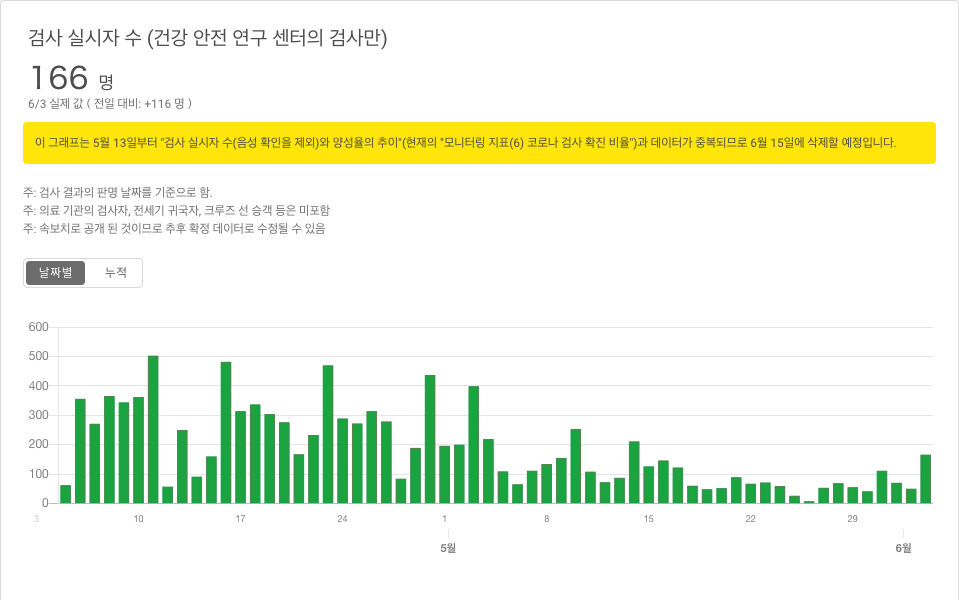 검사 실시자 수 (건강 안전 연구 센터의 검사만)
166 명
6/3 실제 값 ( 전일 대비: +116 명 )
이 그래프는 5월 13일부터 "검사 실시자 수(음성 확인을 제외)와 양성율의 추이"(현재의 "모니터링 지표(6) 코로나 검사 확진 비율")과 데이터가 중복되므로 6월 15일에 삭제할 예정입니다.
주: 검사 결과의 판명 날짜를 기준으로 함.
주: 의료 기관의 검사자, 전세기 귀국자, 크루즈 선 승객 등은 미포함
주: 속보치로 공개 된 것이므로 추후 확정 데이터로 수정될 수 있음
날짜별 누적
600
500
400
300
200
100
0
3 10 17 24 1 8 15 22 29
5월 6월